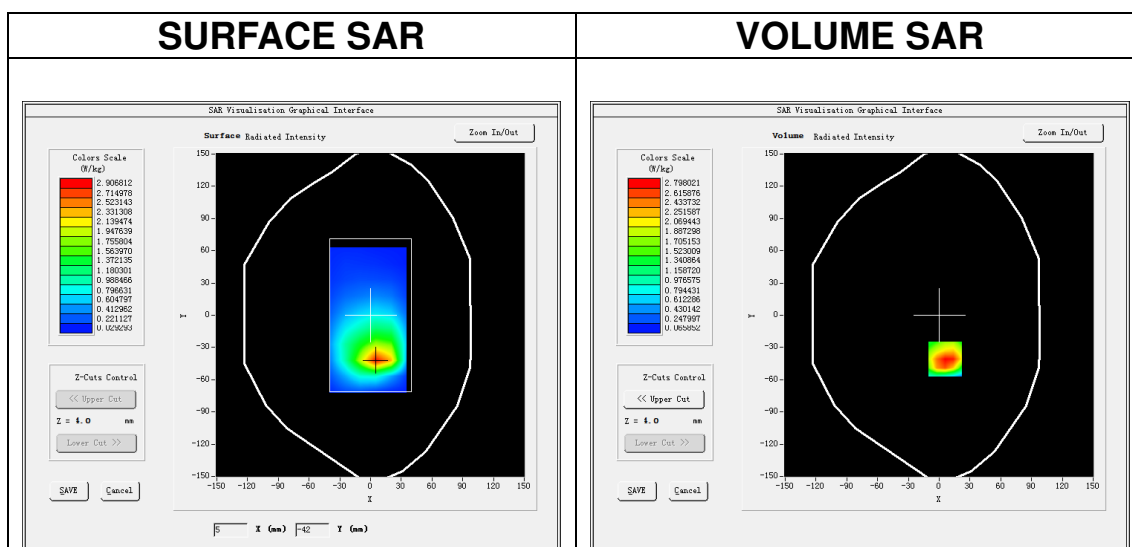 SURFACE SAR
VOLUME SAR
SAR Visualisation Graphical Interface
Surface Radiated Intensity
Zoom In/Out
Colors Scale
(W/kg)
2.906812
2.714978
2.523143
2.331308
2.139474
1.947639
1.755804
1.563970
1.372135
1.180301
0.988466
0.796631
0.604797
0.412962
0.221127
0.029293
Z-Cuts Control
<< Upper Cut
Z = 4.0 mm
Lower Cut >>
SAVE Cancel
150
120
90
60
30
0
-30
-60
-90
-120
-150
Y
-150 -120 -90 -60 -30 0 30 60 90 120 150
X
5 X (mm) -42 Y (mm)
SAR Visualisation Graphical Interface
Volume Radiated Intensity
Zoom In/Out
Colors Scale
(W/kg)
2.798021
2.615876
2.433732
2.251587
2.069443
1.887298
1.705153
1.523009
1.340864
1.158720
0.976575
0.794431
0.612286
0.430142
0.247997
0.065852
Z-Cuts Control
<< Upper Cut
Z = 4.0 mm
Lower Cut >>
SAVE Cancel
150
120
90
60
30
0
-30
-60
-90
-120
-150
Y
-150 -120 -90 -60 -30 0 30 60 90 120 150
X